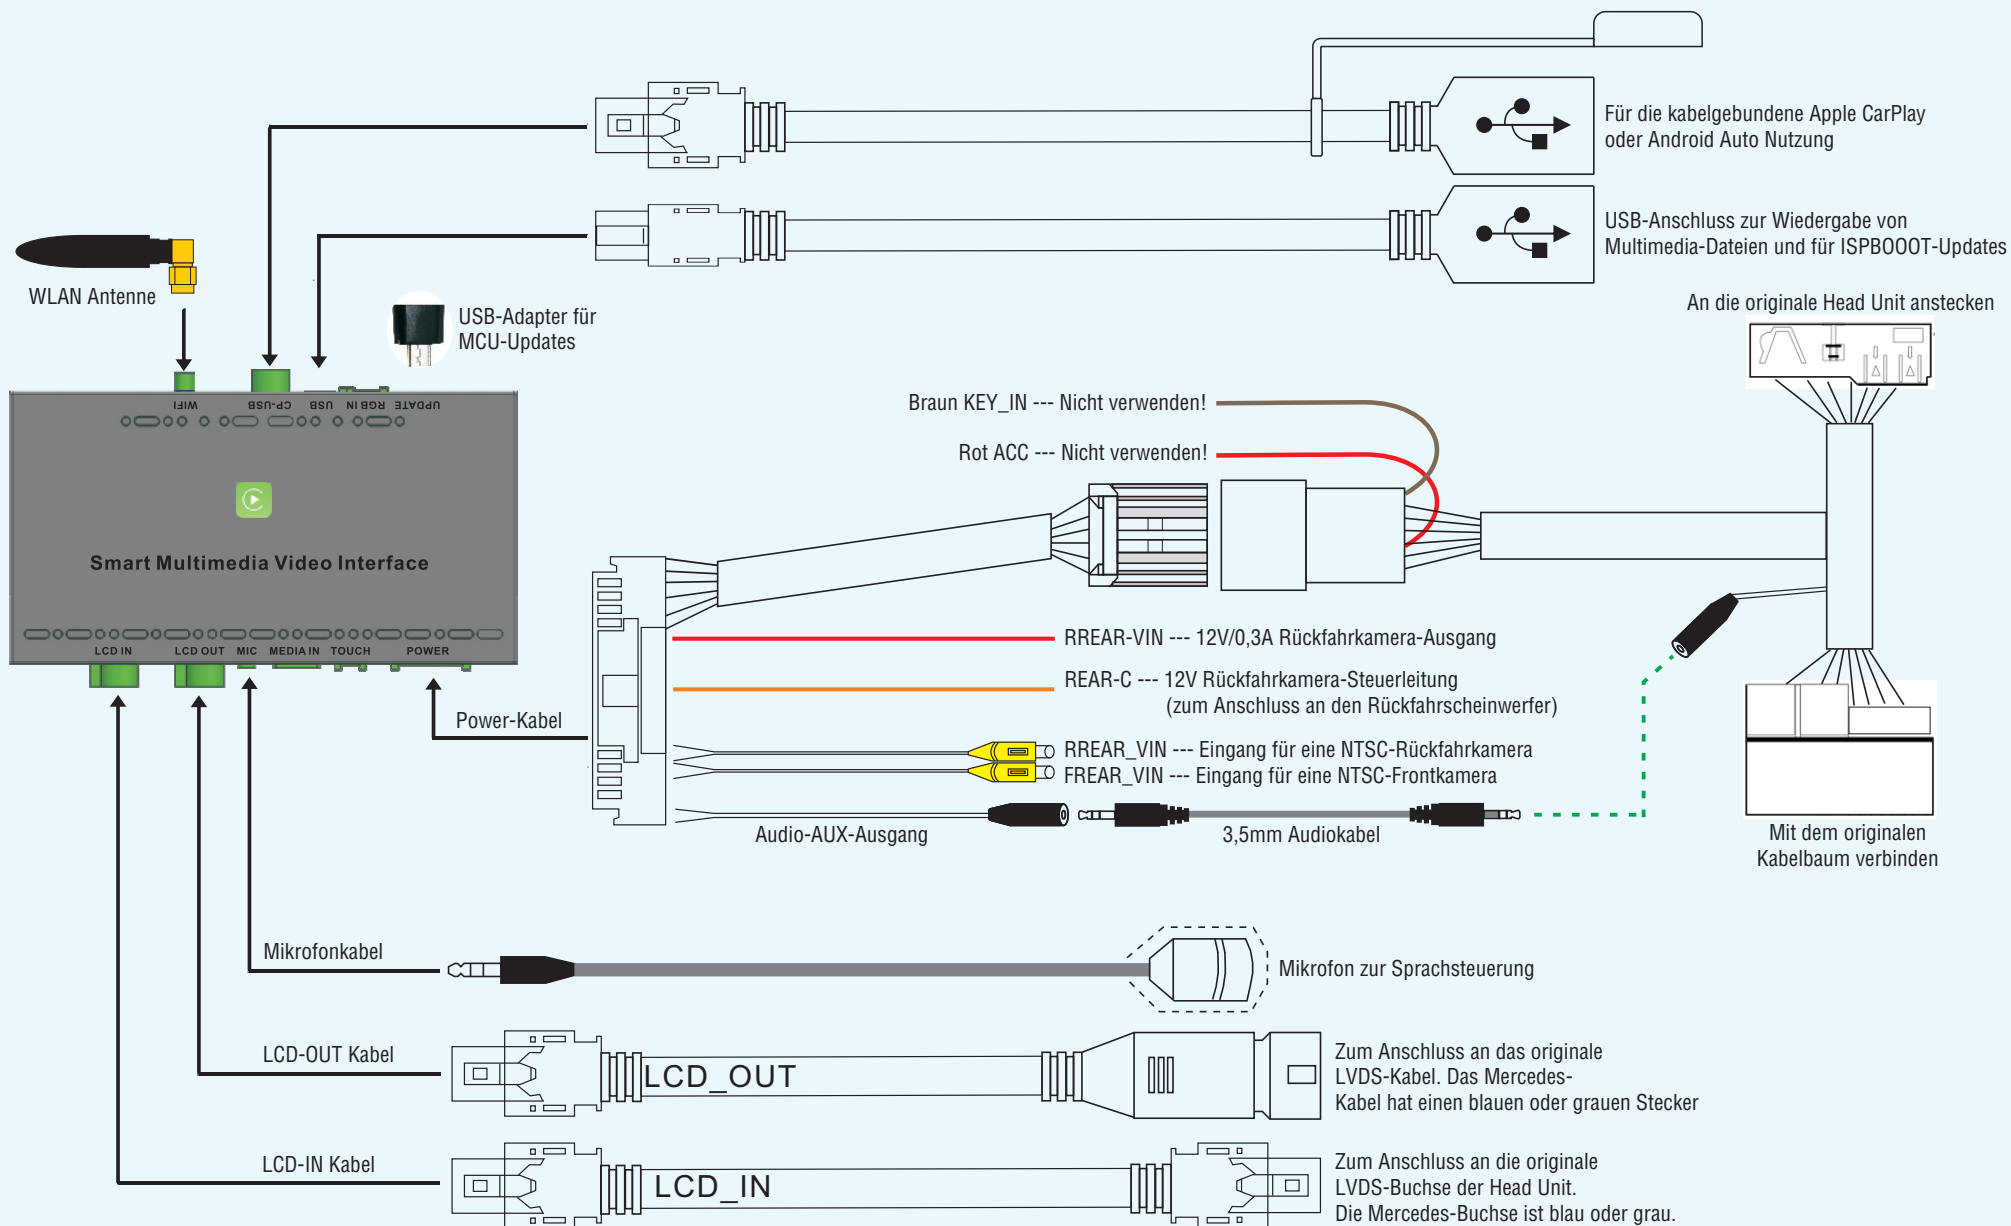 Für die kabelgebundene Apple CarPlay
oder Android Auto Nutzung
USB-Anschluss zur Wiedergabe von
Multimedia-Dateien und für ISPBOOOT-Updates
WLAN Antenne
USB-Adapter für
MCU-Updates
An die originale Head Unit anstecken
WIFI
CP-USB
USB
RGB IN
UPDATE
Braun KEY_IN --- Nicht verwenden!
Rot ACC --- Nicht verwenden!
Smart Multimedia Video Interface
LCD IN
LCD OUT
MIC
MEDIA IN
TOUCH
POWER
RREAR-VIN --- 12V/0,3A Rückfahrkamera-Ausgang
REAR-C --- 12V Rückfahrkamera-Steuerleitung
(zum Anschluss an den Rückfahrscheinwerfer)
Power-Kabel
RREAR_VIN --- Eingang für eine NTSC-Rückfahrkamera
FREAR_VIN --- Eingang für eine NTSC-Frontkamera
Audio-AUX-Ausgang
3,5mm Audiokabel
Mit dem originalen
Kabelbaum verbinden
Mikrofonkabel
Mikrofon zur Sprachsteuerung
LCD-OUT Kabel
LCD_OUT
Zum Anschluss an das originale
LVDS-Kabel. Das Mercedes-
Kabel hat einen blauen oder grauen Stecker
LCD-IN Kabel
LCD_IN
Zum Anschluss an die originale
LVDS-Buchse der Head Unit.
Die Mercedes-Buchse ist blau oder grau.